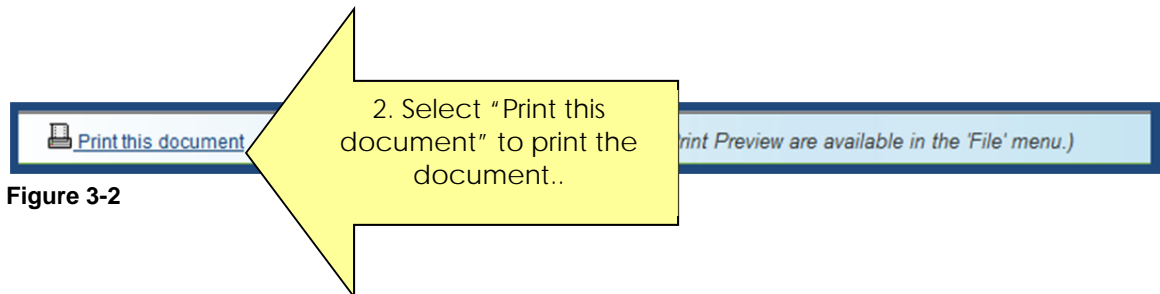 2. Select “Print this
document” to print the
document..
Print this document
Print Preview are available in the 'File' menu.)
Figure 3-2